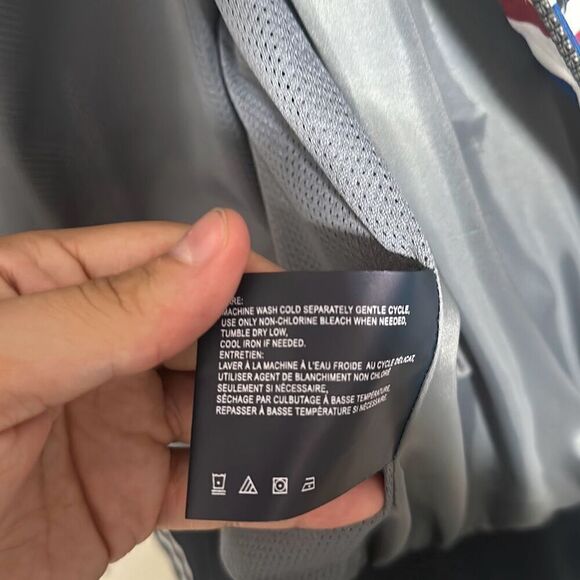 ARE:
MACHINE WASH COLD SEPARATELY GENTLE CYCLE,
USE ONLY NON-CHLORINE BLEACH WHEN NEEDED,
TUMBLE DRY LOW,
COOL IRON IF NEEDED.
ENTRETIEN:
LAVER À LA MACHINE À L'EAU FROIDE AU CYCLE DÉLICAT,
UTILISER AGENT DE BLANCHIMENT NON CHLORÉ
SEULEMENT SI NÉCESSAIRE,
SÉCHAGE PAR CULBUTAGE À BASSE TEMPÉRATURE,
REPASSER À BASSE TEMPÉRATURE SI NÉCESSAIRE